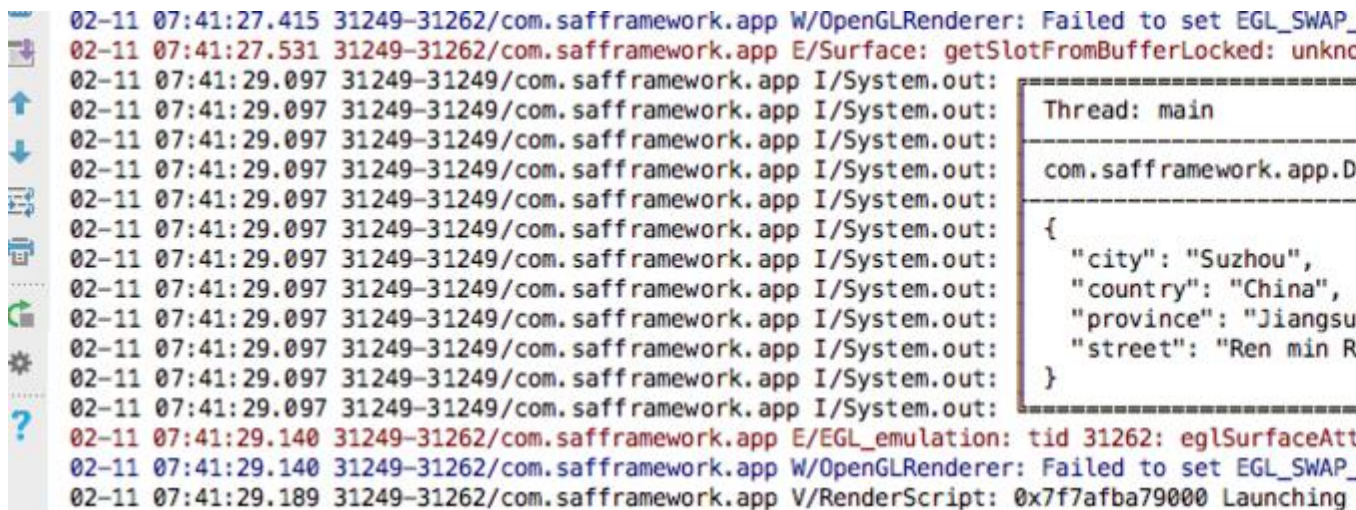 02-11 07:41:27.415 31249-31262/com.safframework.app W/OpenGLRenderer: Failed to set EGL_SWAP_
02-11 07:41:27.531 31249-31262/com.safframework.app E/Surface: getSlotFromBufferLocked: unkno
02-11 07:41:29.097 31249-31249/com.safframework.app I/System.out:
02-11 07:41:29.097 31249-31249/com.safframework.app I/System.out: Thread: main
02-11 07:41:29.097 31249-31249/com.safframework.app I/System.out:
02-11 07:41:29.097 31249-31249/com.safframework.app I/System.out: com.safframework.app.D
02-11 07:41:29.097 31249-31249/com.safframework.app I/System.out:
02-11 07:41:29.097 31249-31249/com.safframework.app I/System.out: {
02-11 07:41:29.097 31249-31249/com.safframework.app I/System.out: "city": "Suzhou",
02-11 07:41:29.097 31249-31249/com.safframework.app I/System.out: "country": "China",
02-11 07:41:29.097 31249-31249/com.safframework.app I/System.out: "province": "Jiangsu
02-11 07:41:29.097 31249-31249/com.safframework.app I/System.out: "street": "Ren min R
02-11 07:41:29.097 31249-31249/com.safframework.app I/System.out: }
02-11 07:41:29.097 31249-31249/com.safframework.app I/System.out:
02-11 07:41:29.140 31249-31262/com.safframework.app E/EGL_emulation: tid 31262: eglSurfaceAtt
02-11 07:41:29.140 31249-31262/com.safframework.app W/OpenGLRenderer: Failed to set EGL_SWAP_
02-11 07:41:29.189 31249-31262/com.safframework.app V/RenderScript: 0x7f7afba79000 Launching